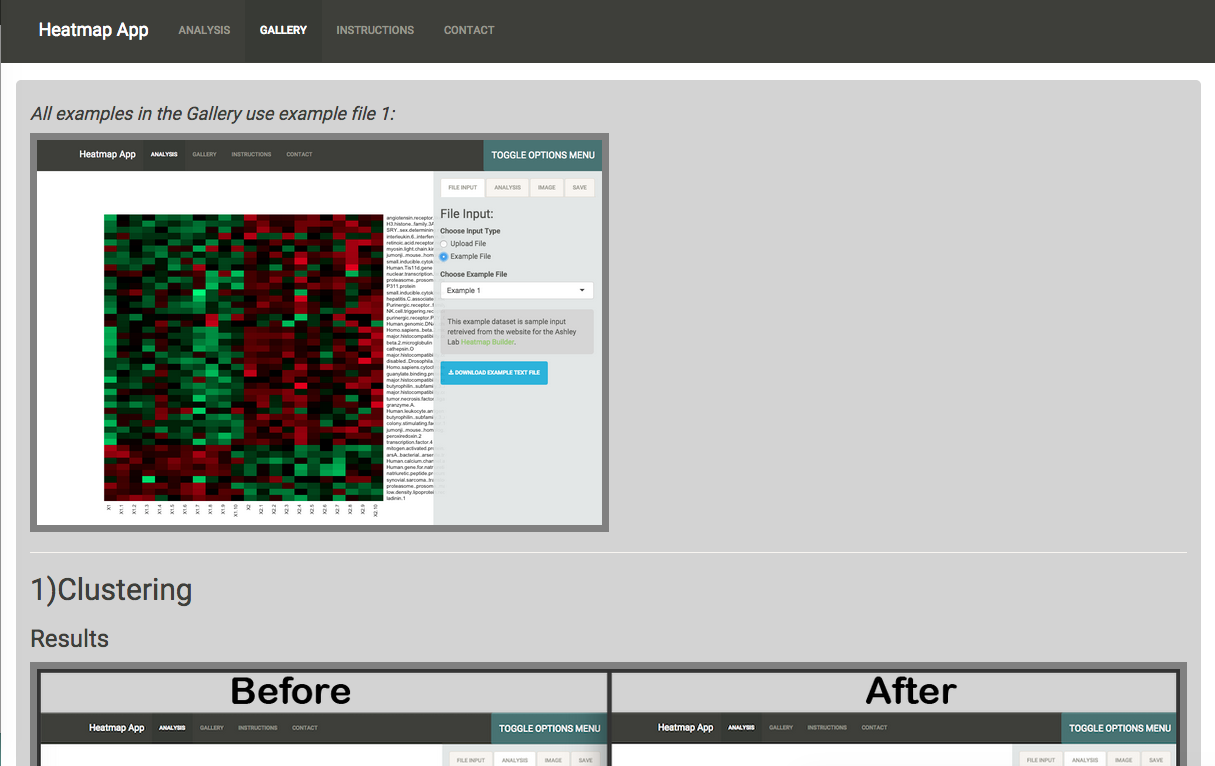 Heatmap App ANALYSIS GALLERY INSTRUCTIONS CONTACT
All examples in the Gallery use example file 1:
Heatmap App ANALYSIS GALLERY INSTRUCTIONS CONTACT TOGGLE OPTIONS MENU
FILE INPUT ANALYSIS IMAGE SAVE
File Input:
Choose Input Type
Upload File
Example File
Choose Example File
Example 1
This example dataset is sample input
retreived from the website for the Ashley
Lab Heatmap Builder.
DOWNLOAD EXAMPLE TEXT FILE
angiotensin.receptor.
H3.histone..family.3A
SRY..sex.determinin
interleukin.6..interfero
retinoic.acid.receptor
myosin.light.chain.kin
jumonji..mouse..hom
small.inducible.cytok
Human.Tis11d.gene
nuclear.transcription.
proteasome..prosom
P311.protein
small.inducible.cytok
hepatitis.C.associate
Purinergic.receptor..
NK.cell.triggering.rec
purinergic.receptor.P
Human.genomic.DNA
Homo.sapiens..beta.
major.histocompatibi
beta.2.microglobulin
cathepsin.O
major.histocompatibi
disabled..Drosophila.
Homo.sapiens.cytoch
guanylate.binding.pro
major.histocompatibi
butyrophilin..subfami
major.histocompatibi
tumor.necrosis.factor
granzyme.A.
Human.leukocyte.an
butyrophilin..subfami
colony.stimulating.fac
jumonji..mouse..hom
peroxiredoxin.2
transcription.factor.4
mitogen.activated.pro
arsA..bacterial..arsen
Human.calcium.chan
Human.gene.for.natri
natriuretic.peptide.pr
synovial.sarcoma..tra
proteasome..prosom
low.density.lipoprotei
ladinin.1
X1 X1.1 X1.2 X1.3 X1.4 X1.5 X1.6 X1.7 X1.8 X1.9 X1.10 X2 X2.1 X2.2 X2.3 X2.4 X2.5 X2.6 X2.7 X2.8 X2.9 X2.10
1)Clustering
Results
Before After
Heatmap App ANALYSIS GALLERY INSTRUCTIONS CONTACT TOGGLE OPTIONS MENU Heatmap App ANALYSIS GALLERY INSTRUCTIONS CONTACT TOGGLE OPTIONS MENU
FILE INPUT ANALYSIS IMAGE SAVE FILE INPUT ANALYSIS IMAGE SAVE